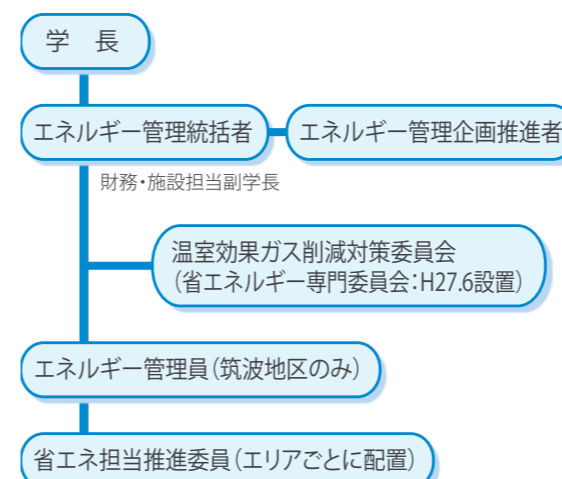 学　長
エネルギー管理統括者
エネルギー管理企画推進者
財務・施設担当副学長
温室効果ガス削減対策委員会
（省エネルギー専門委員会：H27.6設置）
エネルギー管理員（筑波地区のみ）
省エネ担当推進委員（エリアごとに配置）